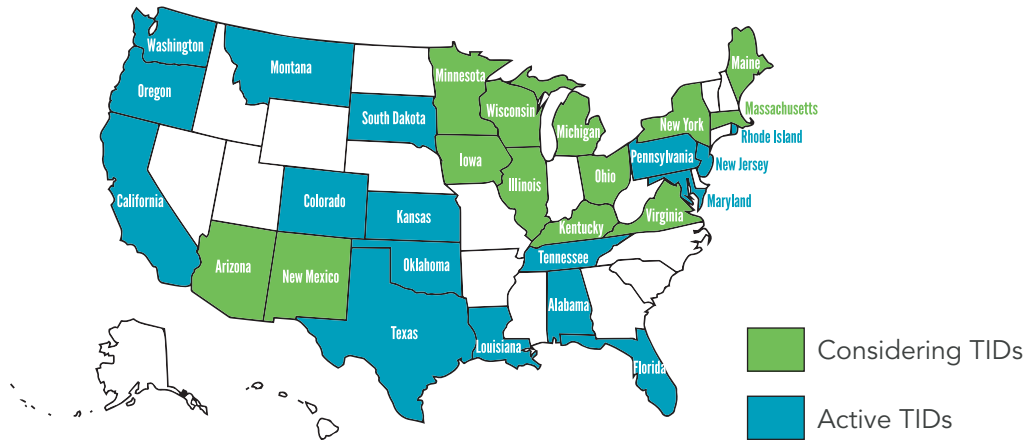 Washington
Montana
Oregon
Minnesota
Maine
Wisconsin
Michigan
New York
Massachusetts
Rhode Island
South Dakota
Pennsylvania
New Jersey
Iowa
Illinois
Ohio
California
Colorado
Kansas
Maryland
Virginia
Kentucky
Tennessee
Arizona
New Mexico
Oklahoma
Alabama
Texas
Louisiana
Florida
Considering TIDs
Active TIDs